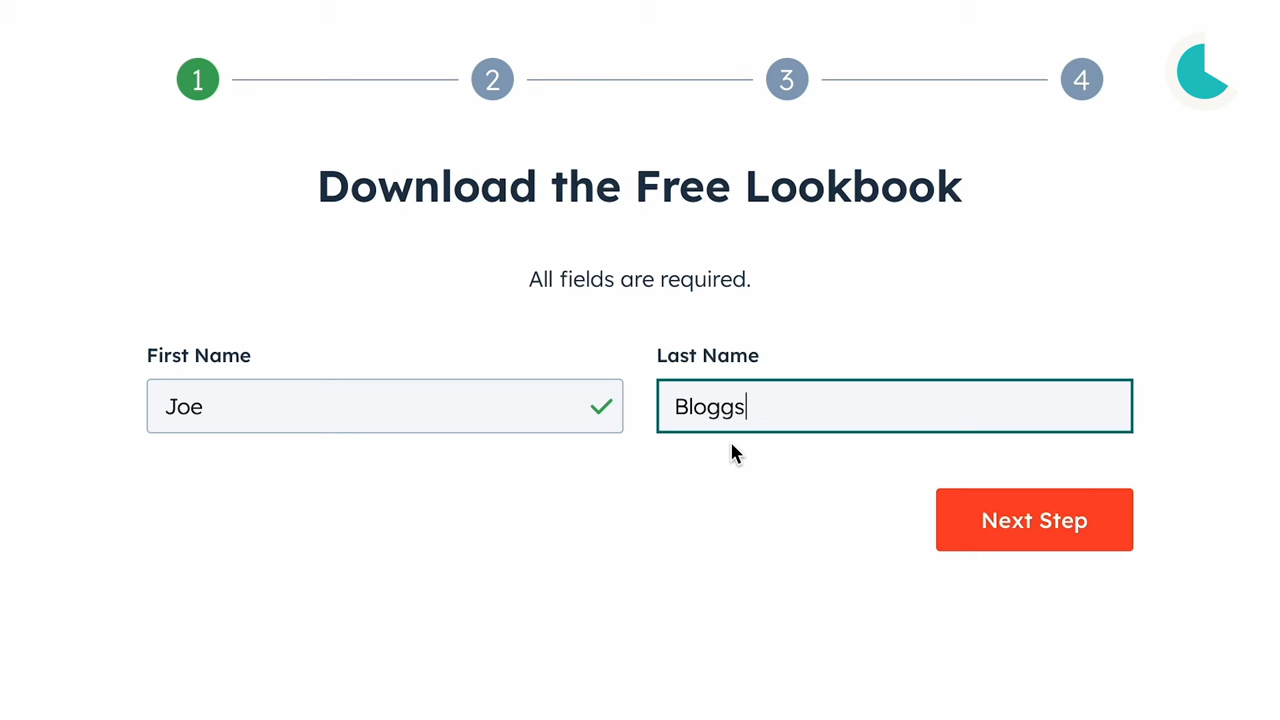 1 2 3 4
Download the Free Lookbook
All fields are required.
First Name Last Name
Joe Bloggs
Next Step